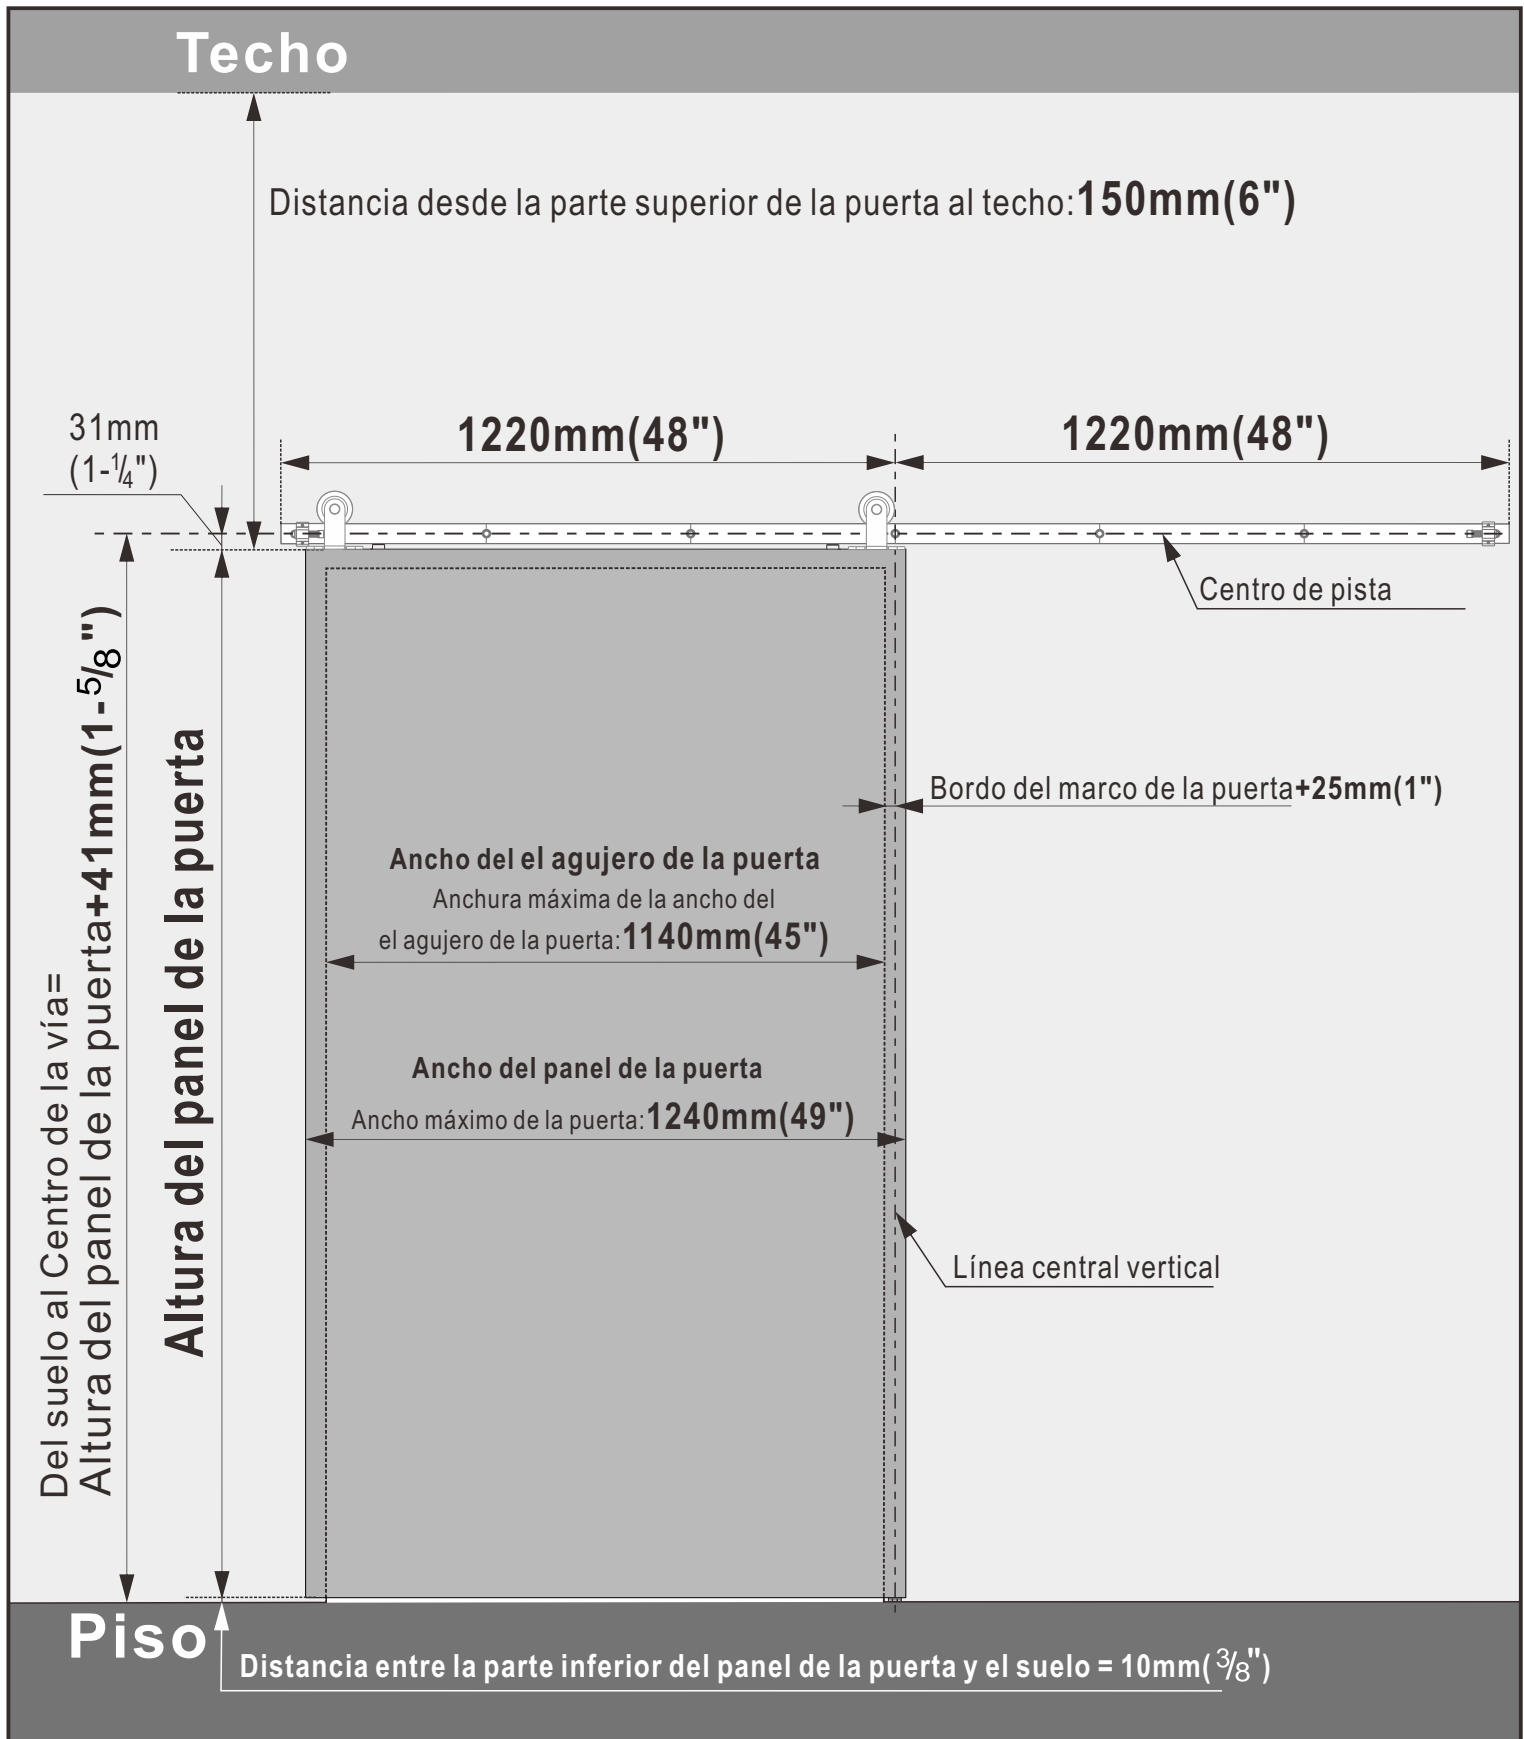 Techo
Distancia desde la parte superior de la puerta al techo:150mm(6")
31mm
(1-1/4")
1220mm(48")
1220mm(48")
Centro de pista
Del suelo al Centro de la vía=
Altura del panel de la puerta+41mm(1-5/8")
Altura del panel de la puerta
Bordo del marco de la puerta+25mm(1")
Ancho del el agujero de la puerta
Anchura máxima de la ancho del
el agujero de la puerta:1140mm(45")
Ancho del panel de la puerta
Ancho máximo de la puerta:1240mm(49")
Línea central vertical
Piso
Distancia entre la parte inferior del panel de la puerta y el suelo = 10mm(3/8")